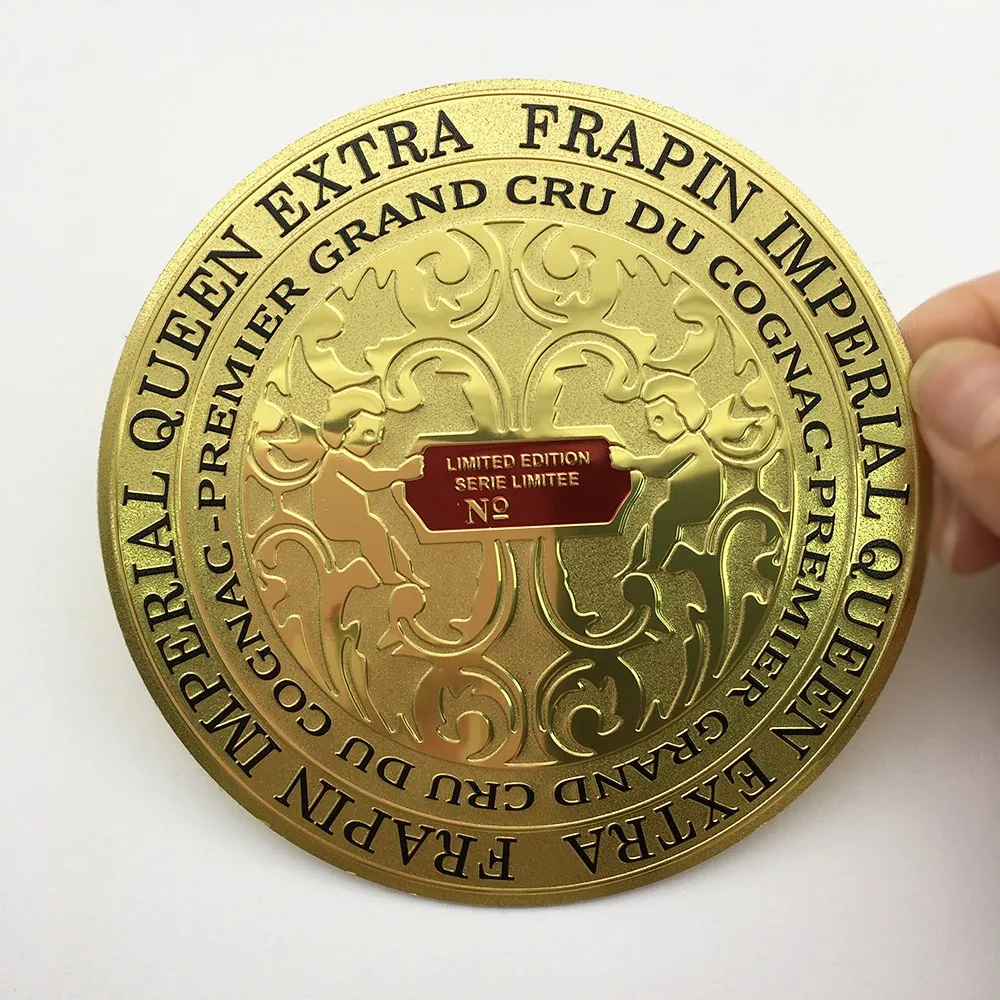 FRAPIN IMPERIAL QUEEN EXTRA FRAPIN IMPERIAL QUEEN EXTRA
GRAND CRU DU COGNAC-PREMIER GRAND CRU DU COGNAC-PREMIER
LIMITED EDITION
SERIE LIMITEE
Nº